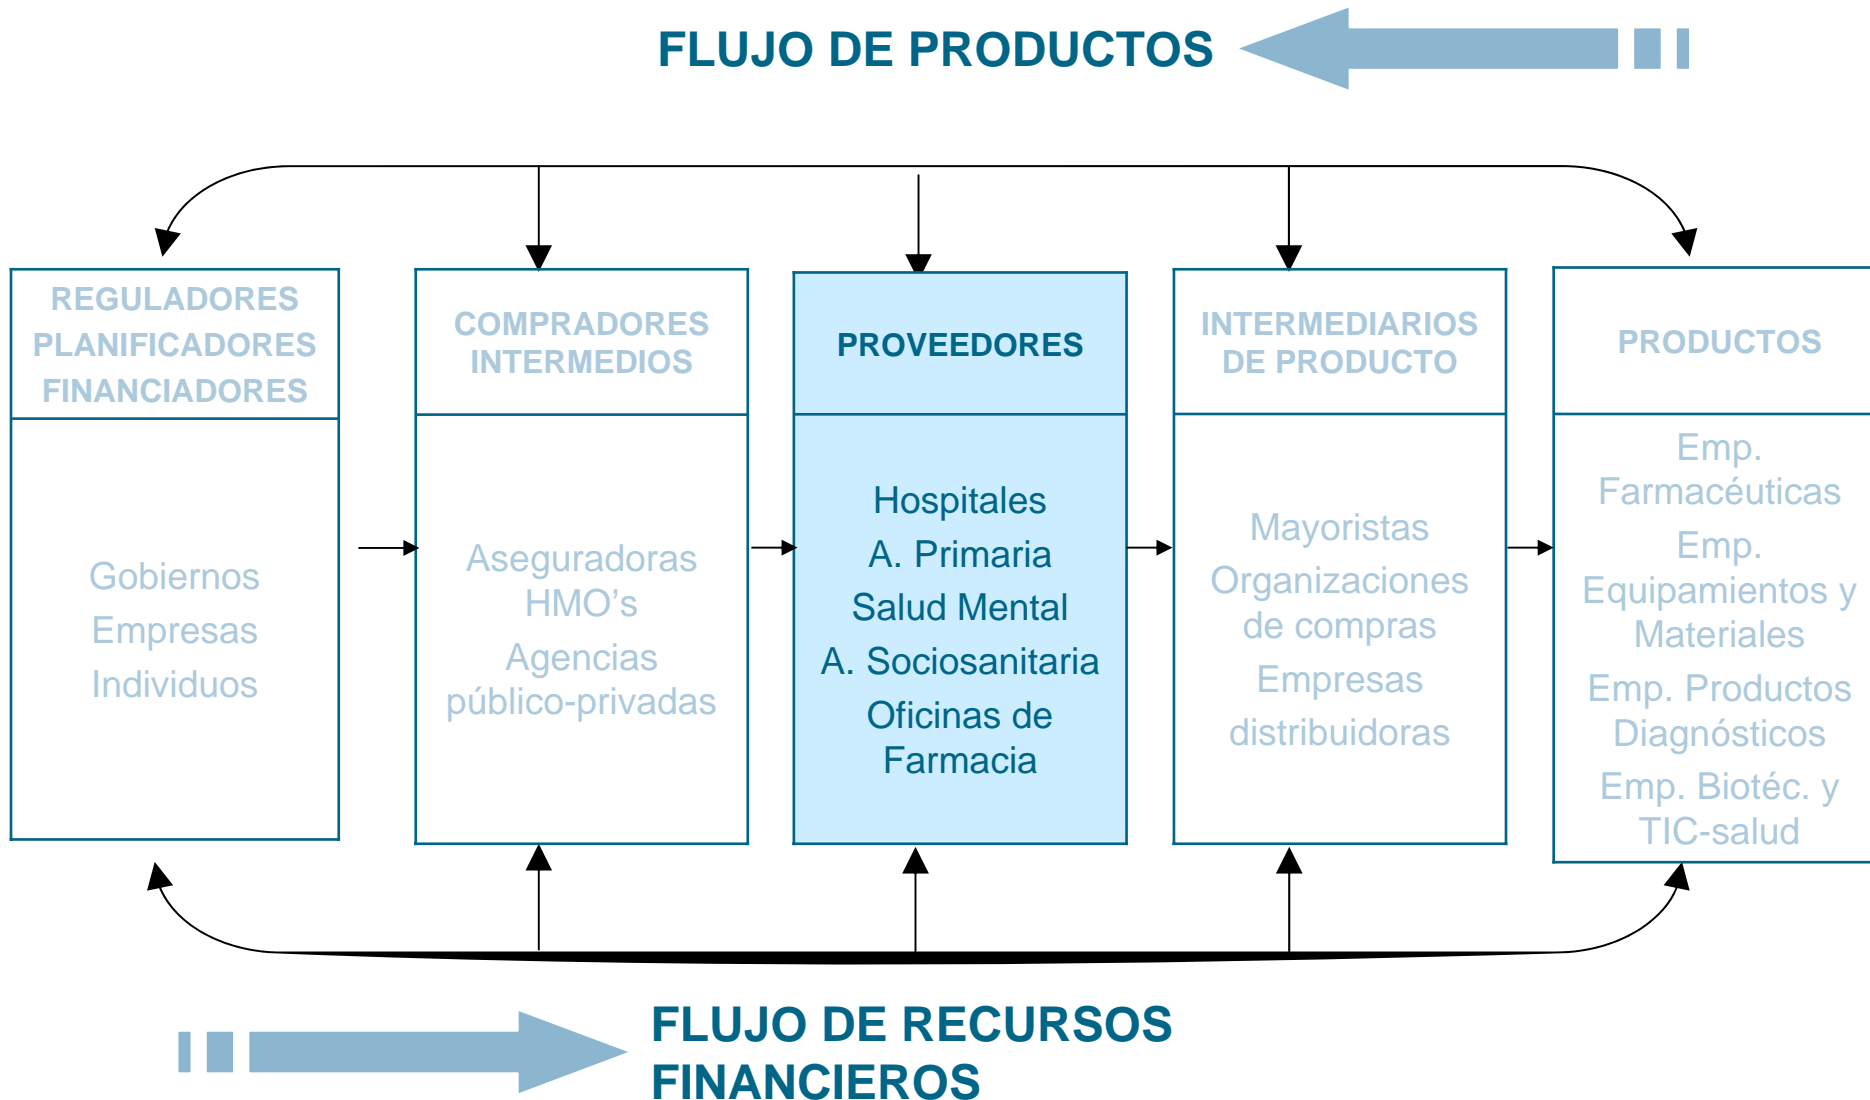 FLUJO DE PRODUCTOS
REGULADORES
PLANIFICADORES
FINANCIADORES
Gobiernos
Empresas
Individuos
COMPRADORES
INTERMEDIOS
Aseguradoras
HMO’s
Agencias
público-privadas
PROVEEDORES
Hospitales
A. Primaria
Salud Mental
A. Sociosanitaria
Oficinas de
Farmacia
INTERMEDIARIOS
DE PRODUCTO
Mayoristas
Organizaciones
de compras
Empresas
distribuidoras
PRODUCTOS
Emp.
Farmacéuticas
Emp.
Equipamientos y
Materiales
Emp. Productos
Diagnósticos
Emp. Biotéc. y
TIC-salud
FLUJO DE RECURSOS
FINANCIEROS